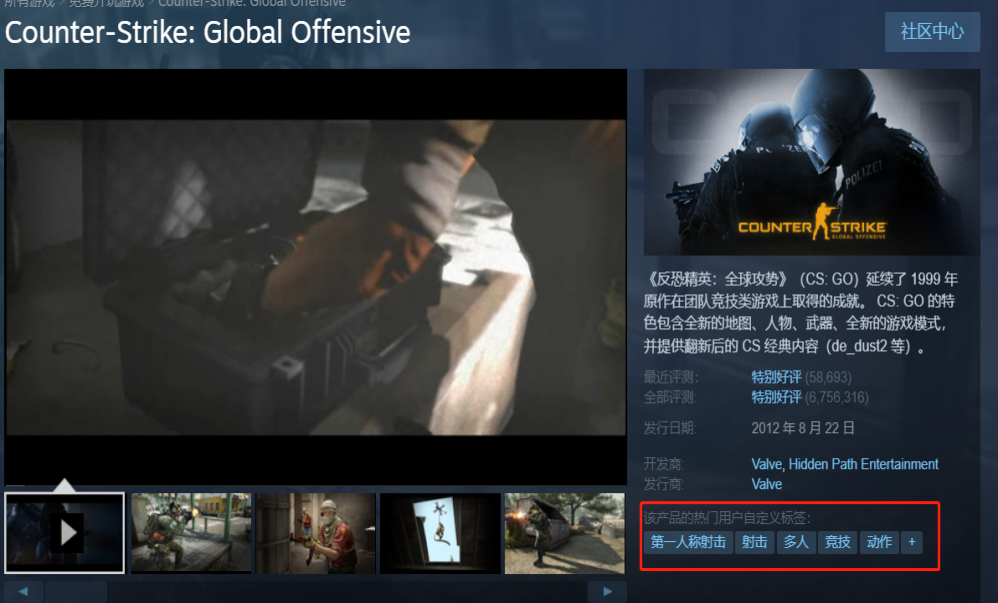 所有游戏 > 免费开玩游戏 > Counter-Strike: Global Offensive
Counter-Strike: Global Offensive
社区中心
POLIZEI
COUNTER STRIKE
GLOBAL OFFENSIVE
《反恐精英：全球攻势》（CS: GO）延续了 1999 年
原作在团队竞技类游戏上取得的成就。 CS: GO 的特
色包含全新的地图、人物、武器、全新的游戏模式，
并提供翻新后的 CS 经典内容（de_dust2 等）。
最近评测: 特别好评 (58,693)
全部评测: 特别好评 (6,756,316)
发行日期: 2012 年 8 月 22 日
开发商: Valve, Hidden Path Entertainment
发行商: Valve
该产品的热门用户自定义标签:
第一人称射击 射击 多人 竞技 动作 +